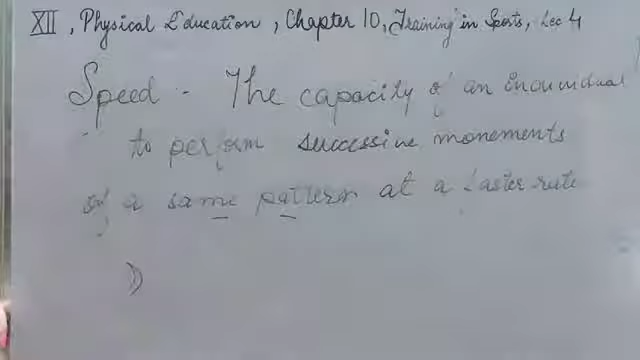 XII, Physical Education, Chapter 10, Training in Sports, Lec 4
Speed - The capacity of an individual
to perform successive movements
of a same pattern at a faster rate